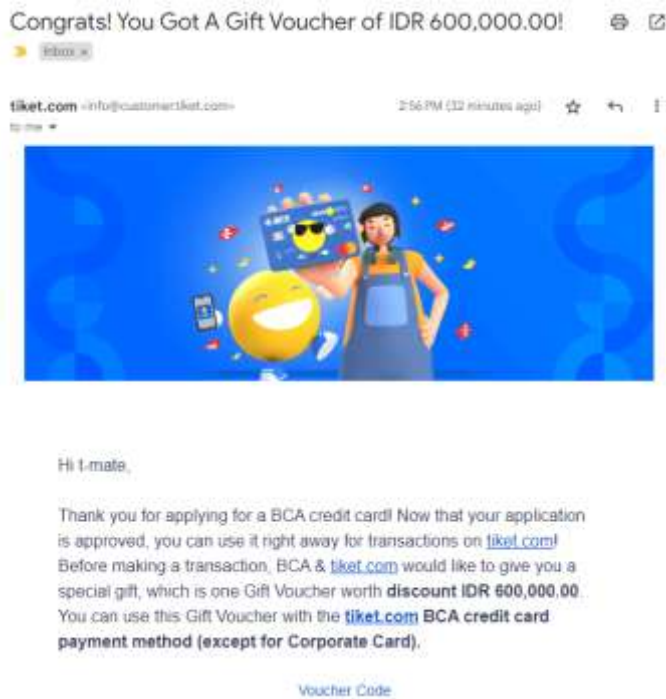 Congrats! You Got A Gift Voucher of IDR 600,000.00!
Inbox x
tiket.com <info@customertiket.com> 2:56 PM (32 minutes ago)
to me
Hi t-mate,
Thank you for applying for a BCA credit card! Now that your application
is approved, you can use it right away for transactions on tiket.com!
Before making a transaction, BCA & tiket.com would like to give you a
special gift, which is one Gift Voucher worth discount IDR 600,000.00.
You can use this Gift Voucher with the tiket.com BCA credit card
payment method (except for Corporate Card).
Voucher Code